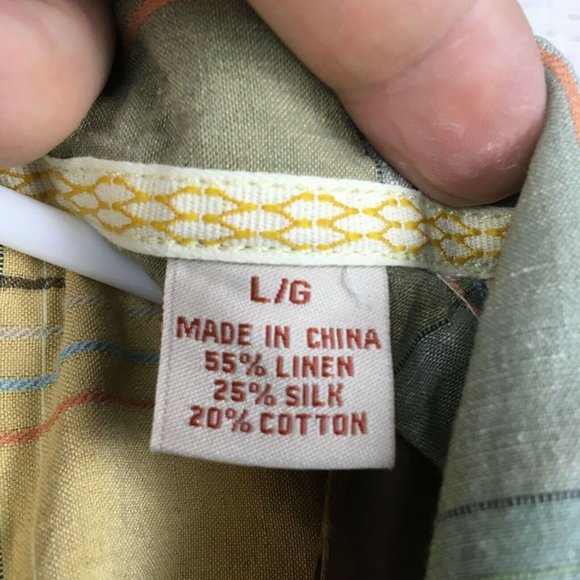 L/G
MADE IN CHINA
55% LINEN
25% SILK
20% COTTON